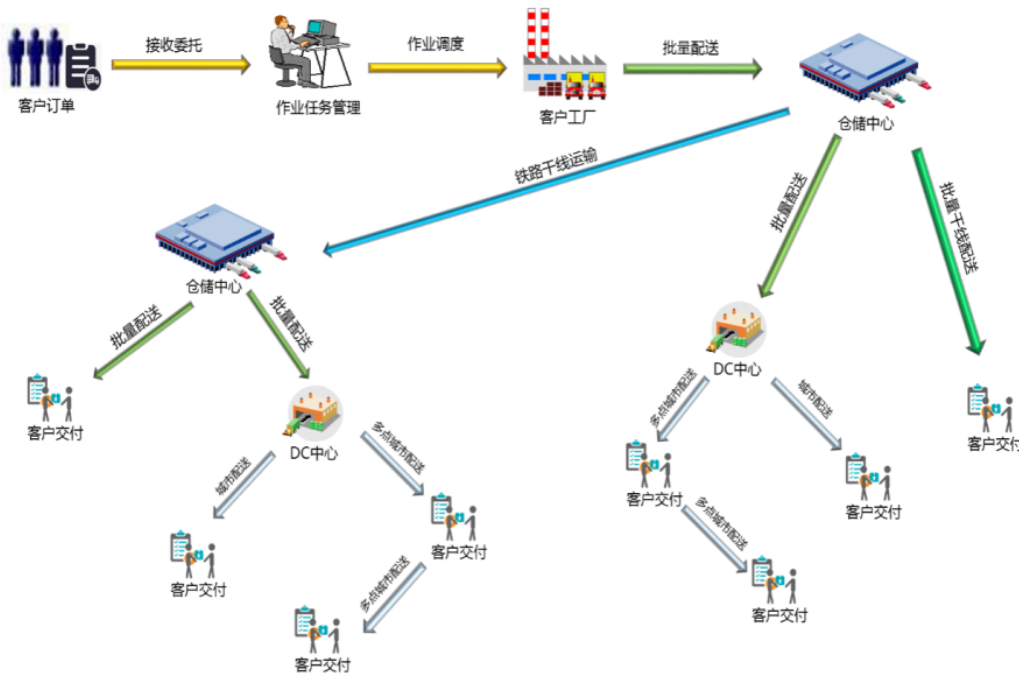 接收委托
作业调度
批量配送
客户订单
作业任务管理
客户工厂
仓储中心
铁路干线运输
批量配送
批量干线配送
仓储中心
批量配送
批量配送
DC中心
客户交付
DC中心
多点城市配送
城市配送
客户交付
城市配送
多点城市配送
客户交付
客户交付
多点城市配送
客户交付
客户交付
多点城市配送
客户交付
客户交付
客户交付